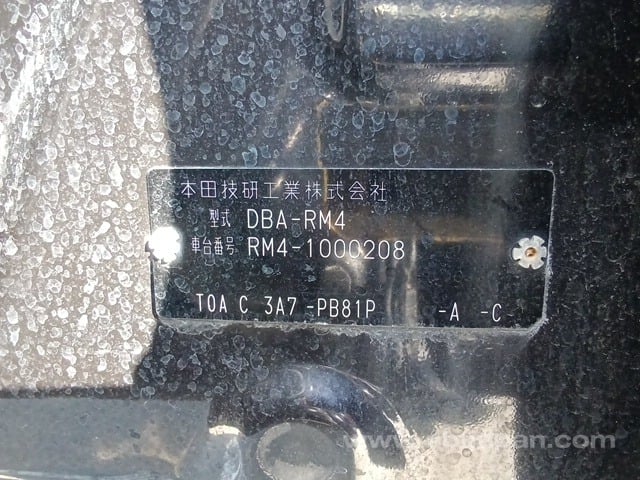 本田技研工業株式会社
型式 DBA-RM4
車台番号 RM4-1000208
TOA C 3A7 -PB81P -A -C